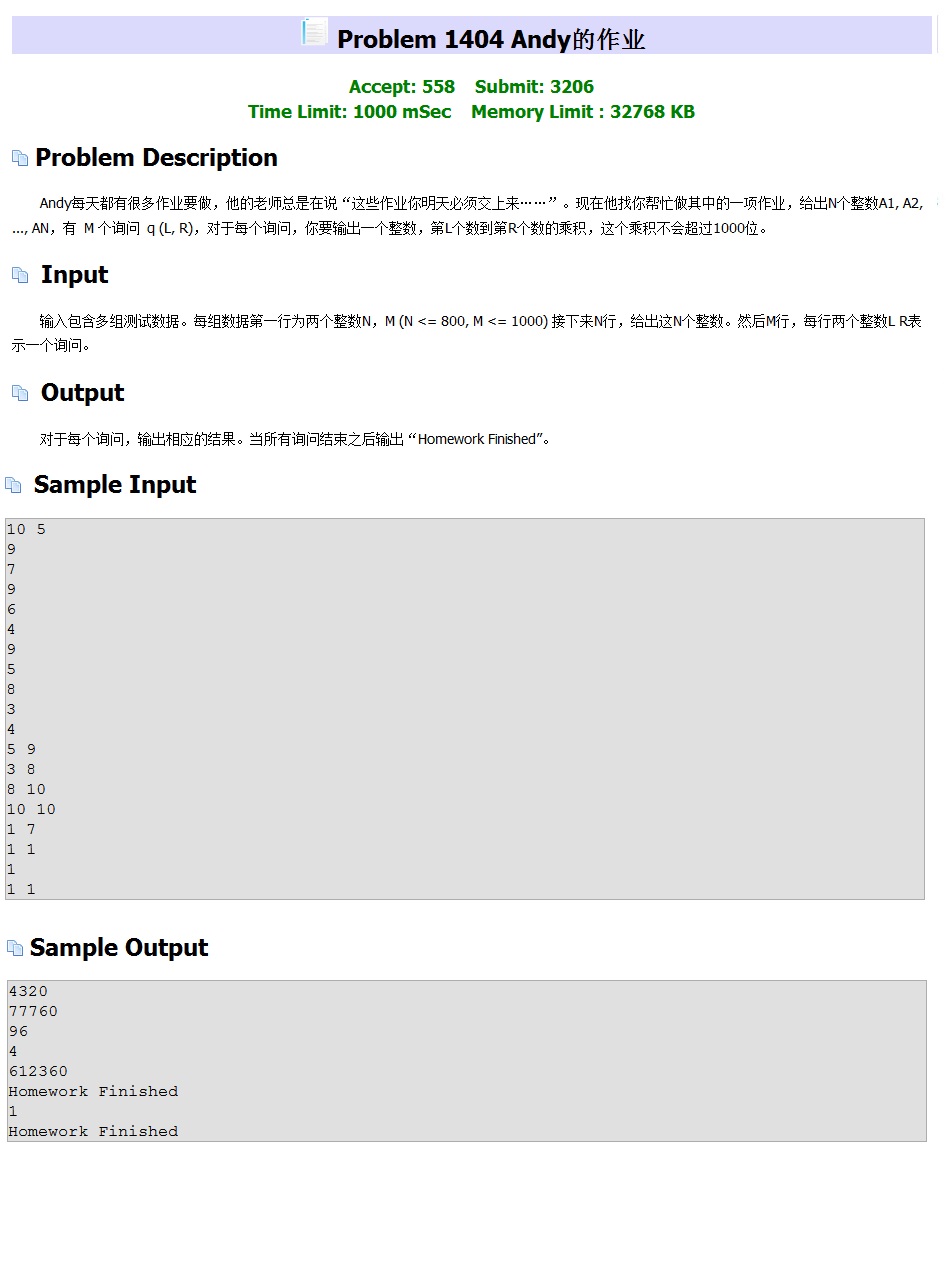 Problem 1404 Andy的作业
Accept: 558 Submit: 3206
Time Limit: 1000 mSec Memory Limit : 32768 KB
Problem Description
Andy每天都有很多作业要做，他的老师总是在说“这些作业你明天必须交上来……”。现在他找你帮忙做其中的一项作业，给出N个整数A1, A2,
..., AN，有 M 个询问 q (L, R)，对于每个询问，你要输出一个整数，第L个数到第R个数的乘积，这个乘积不会超过1000位。
Input
输入包含多组测试数据。每组数据第一行为两个整数N，M (N <= 800, M <= 1000) 接下来N行，给出这N个整数。然后M行，每行两个整数L R表
示一个询问。
Output
对于每个询问，输出相应的结果。当所有询问结束之后输出“Homework Finished”。
Sample Input
10 5
9
7
9
6
4
9
5
8
3
4
5 9
3 8
8 10
10 10
1 7
1 1
1
1 1
Sample Output
4320
77760
96
4
612360
Homework Finished
1
Homework Finished